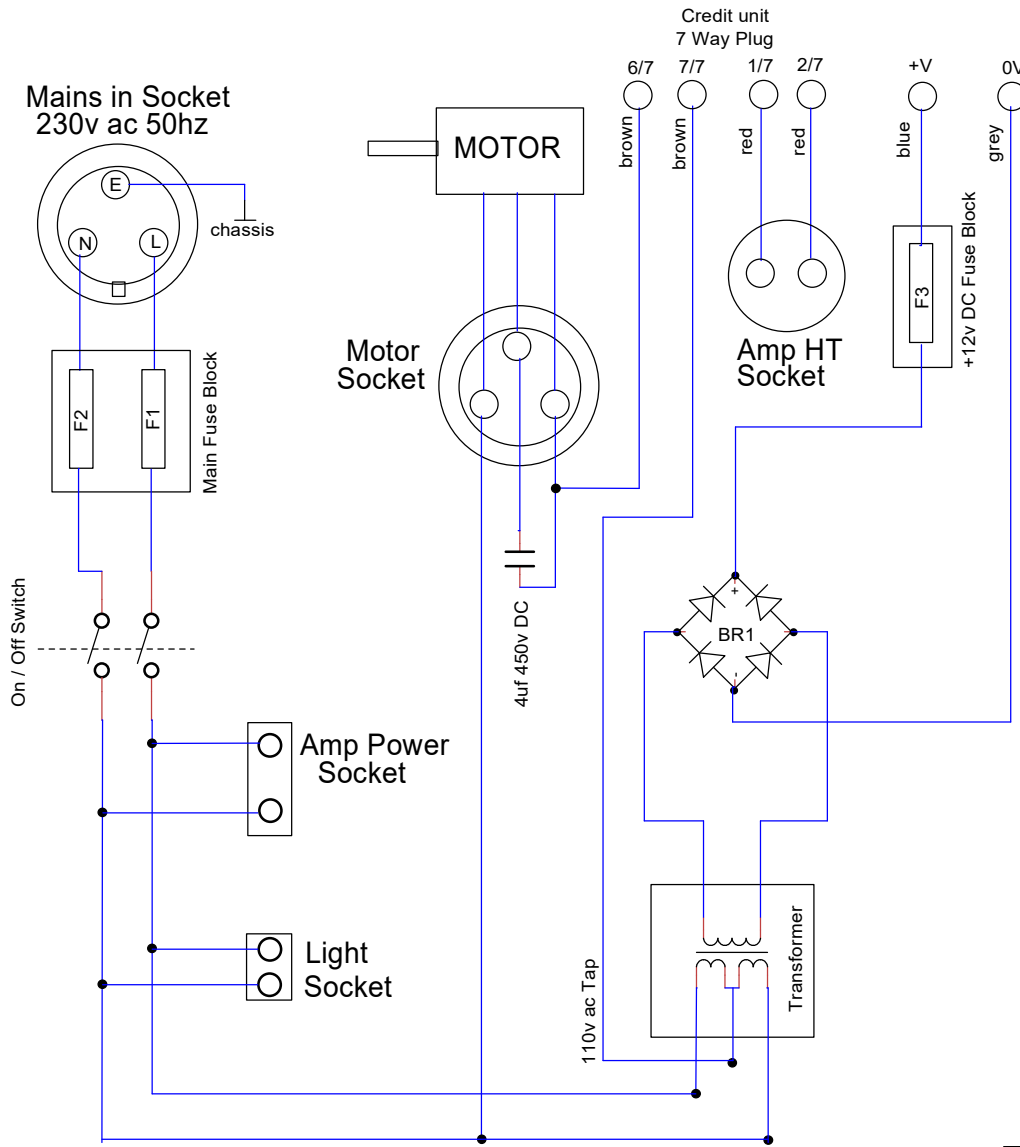 Credit unit
7 Way Plug
6/7
7/7
1/7
2/7
+V
0V
Mains in Socket
230v ac 50hz
E
N
L
chassis
MOTOR
brown
brown
red
red
blue
grey
Motor
Socket
Amp HT
Socket
F3
+12v DC Fuse Block
F2
F1
Main Fuse Block
On / Off Switch
4uf 450v DC
+
BR1
-
Amp Power
Socket
Light
Socket
110v ac Tap
Transformer